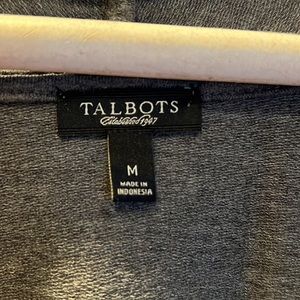 TALBOTS
Established 1947
M
MADE IN
INDONESIA